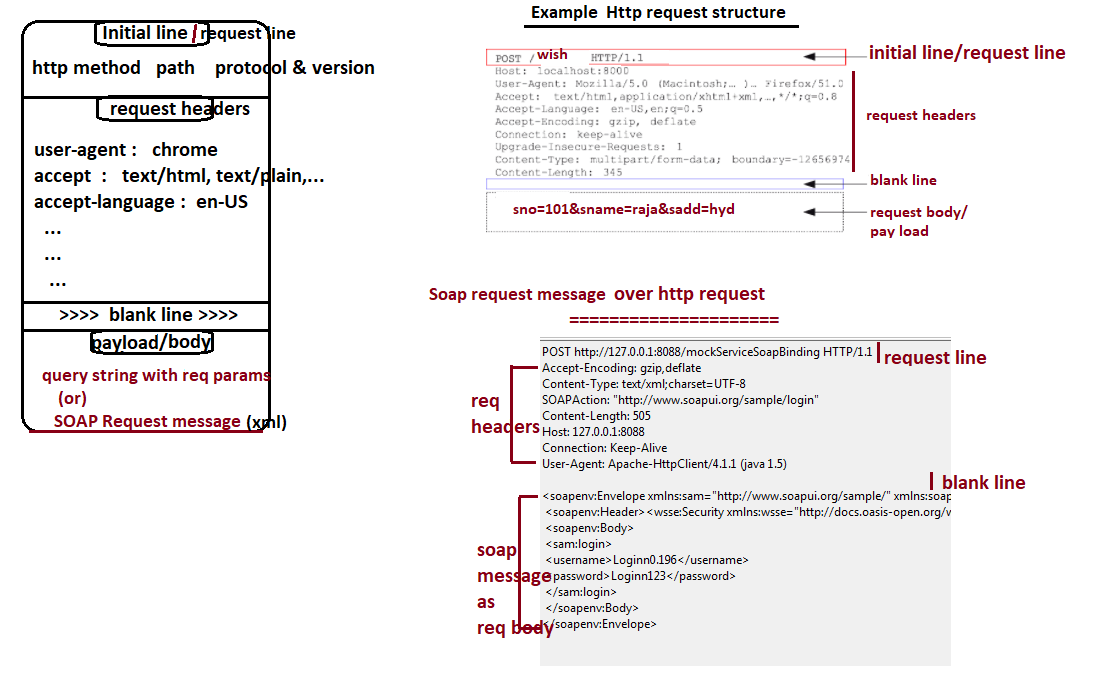 Initial line / request line
http method path protocol & version
request headers
user-agent : chrome
accept : text/html, text/plain,...
accept-language : en-US
...
...
...
>>>> blank line >>>>
payload/body
query string with req params
(or)
SOAP Request message (xml)
Example Http request structure
POST / wish HTTP/1.1
Host: localhost:8000
User-Agent: Mozilla/5.0 (Macintosh;… )… Firefox/51.0
Accept: text/html,application/xhtml+xml,…,*/*;q=0.8
Accept-Language: en-US,en;q=0.5
Accept-Encoding: gzip, deflate
Connection: keep-alive
Upgrade-Insecure-Requests: 1
Content-Type: multipart/form-data; boundary=-12656974
Content-Length: 345
sno=101&sname=raja&sadd=hyd
initial line/request line
request headers
blank line
request body/
pay load
Soap request message over http request
=====================
POST http://127.0.0.1:8088/mockServiceSoapBinding HTTP/1.1
Accept-Encoding: gzip,deflate
Content-Type: text/xml;charset=UTF-8
SOAPAction: "http://www.soapui.org/sample/login"
Content-Length: 505
Host: 127.0.0.1:8088
Connection: Keep-Alive
User-Agent: Apache-HttpClient/4.1.1 (java 1.5)
request line
req
headers
blank line
<soapenv:Envelope xmlns:sam="http://www.soapui.org/sample/" xmlns:soap
<soapenv:Header><wsse:Security xmlns:wsse="http://docs.oasis-open.org/w
<soapenv:Body>
<sam:login>
<username>Loginn0.196</username>
<password>Loginn123</password>
</sam:login>
</soapenv:Body>
</soapenv:Envelope>
soap
message
as
req body